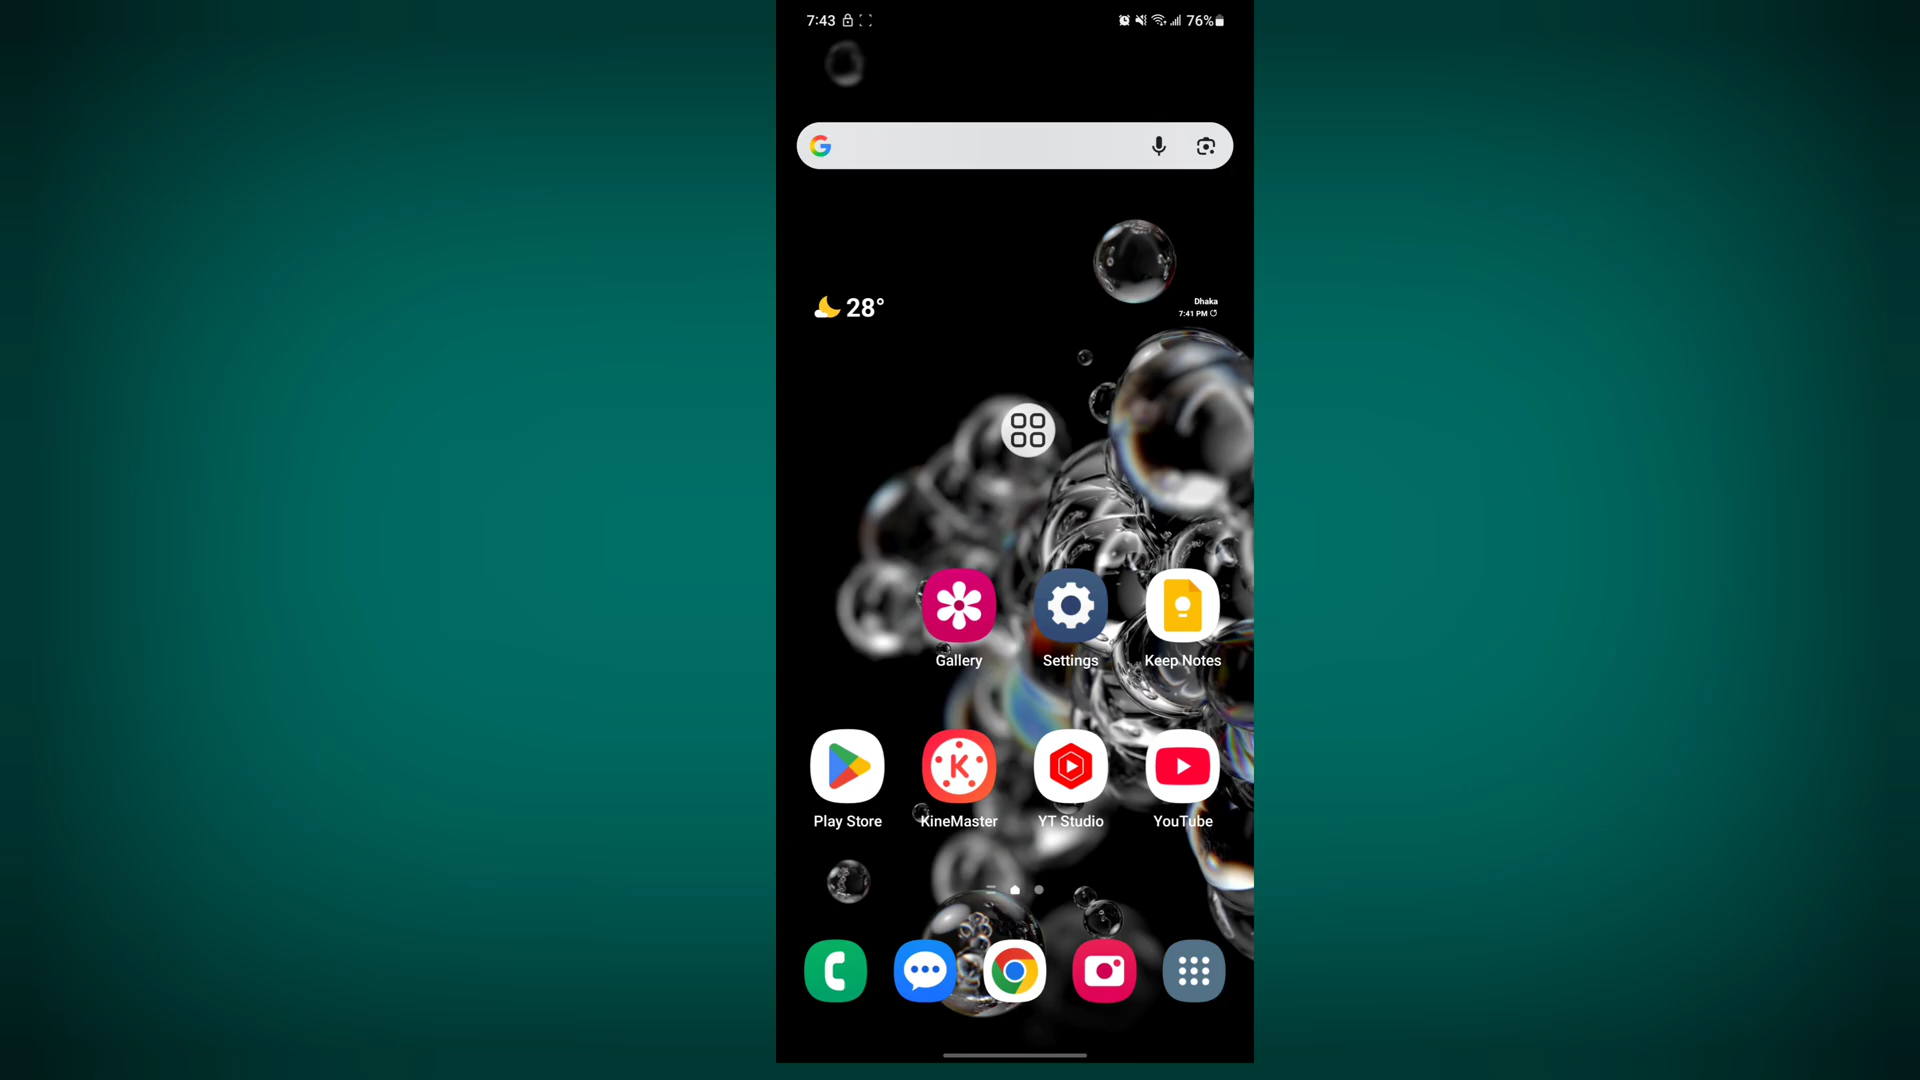 7:43 76%
28°
Dhaka
7:41 PM
Gallery Settings Keep Notes
Play Store KineMaster YT Studio YouTube